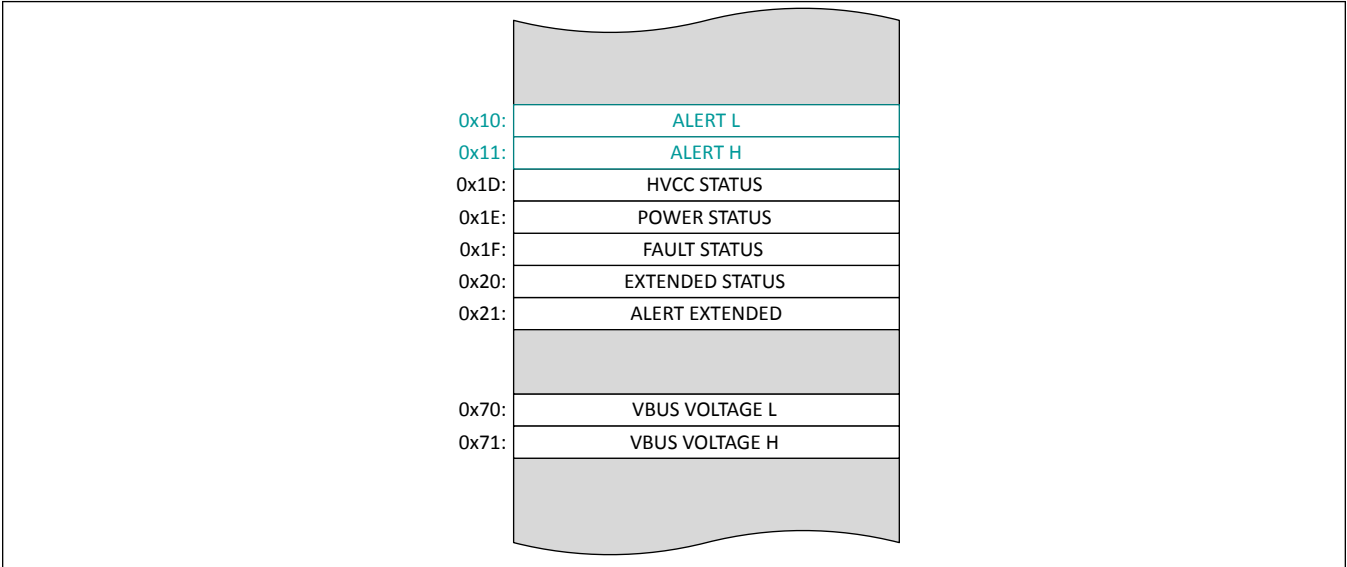 0x10: ALERT L
0x11: ALERT H
0x1D: HVCC STATUS
0x1E: POWER STATUS
0x1F: FAULT STATUS
0x20: EXTENDED STATUS
0x21: ALERT EXTENDED
0x70: VBUS VOLTAGE L
0x71: VBUS VOLTAGE H